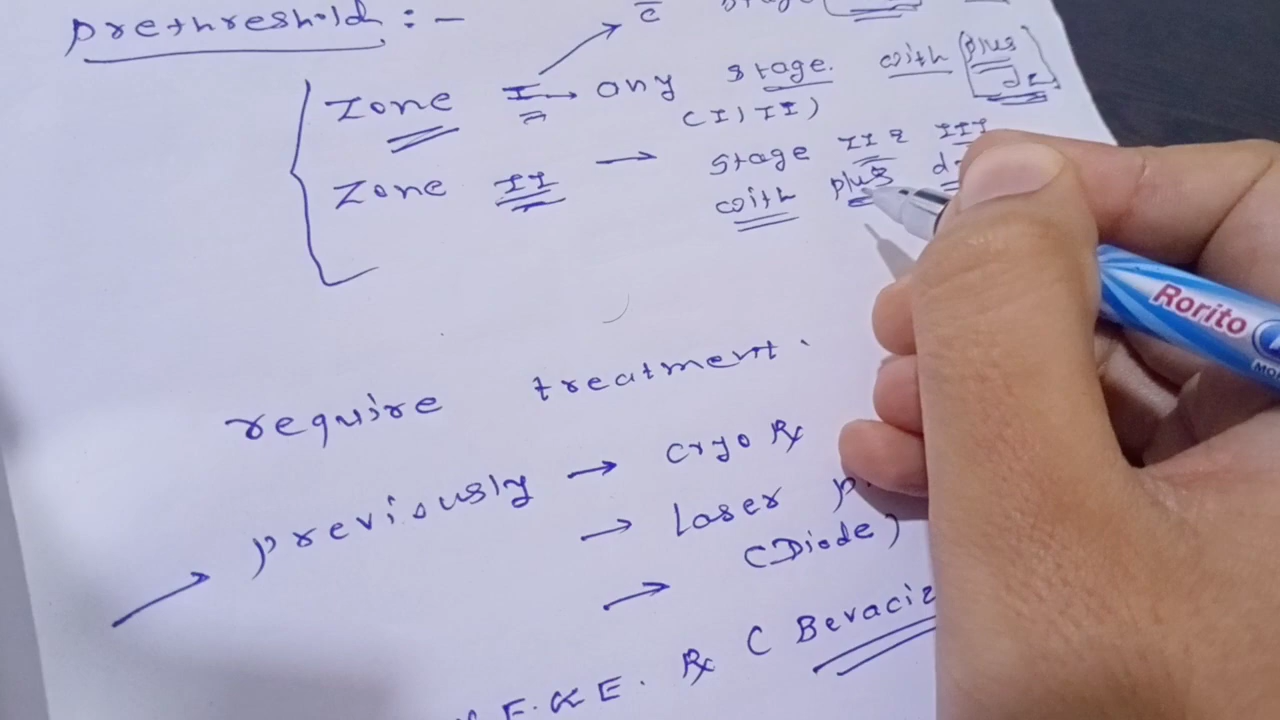 prethreshold :-
c̄ stage
Zone I → any stage. with plus
(I, II)
Zone II → stage II & III
with plus
require treatment.
previously → cryo Rx
→ Laser
(Diode)
→
Rx ( Bevaciz
Rorito